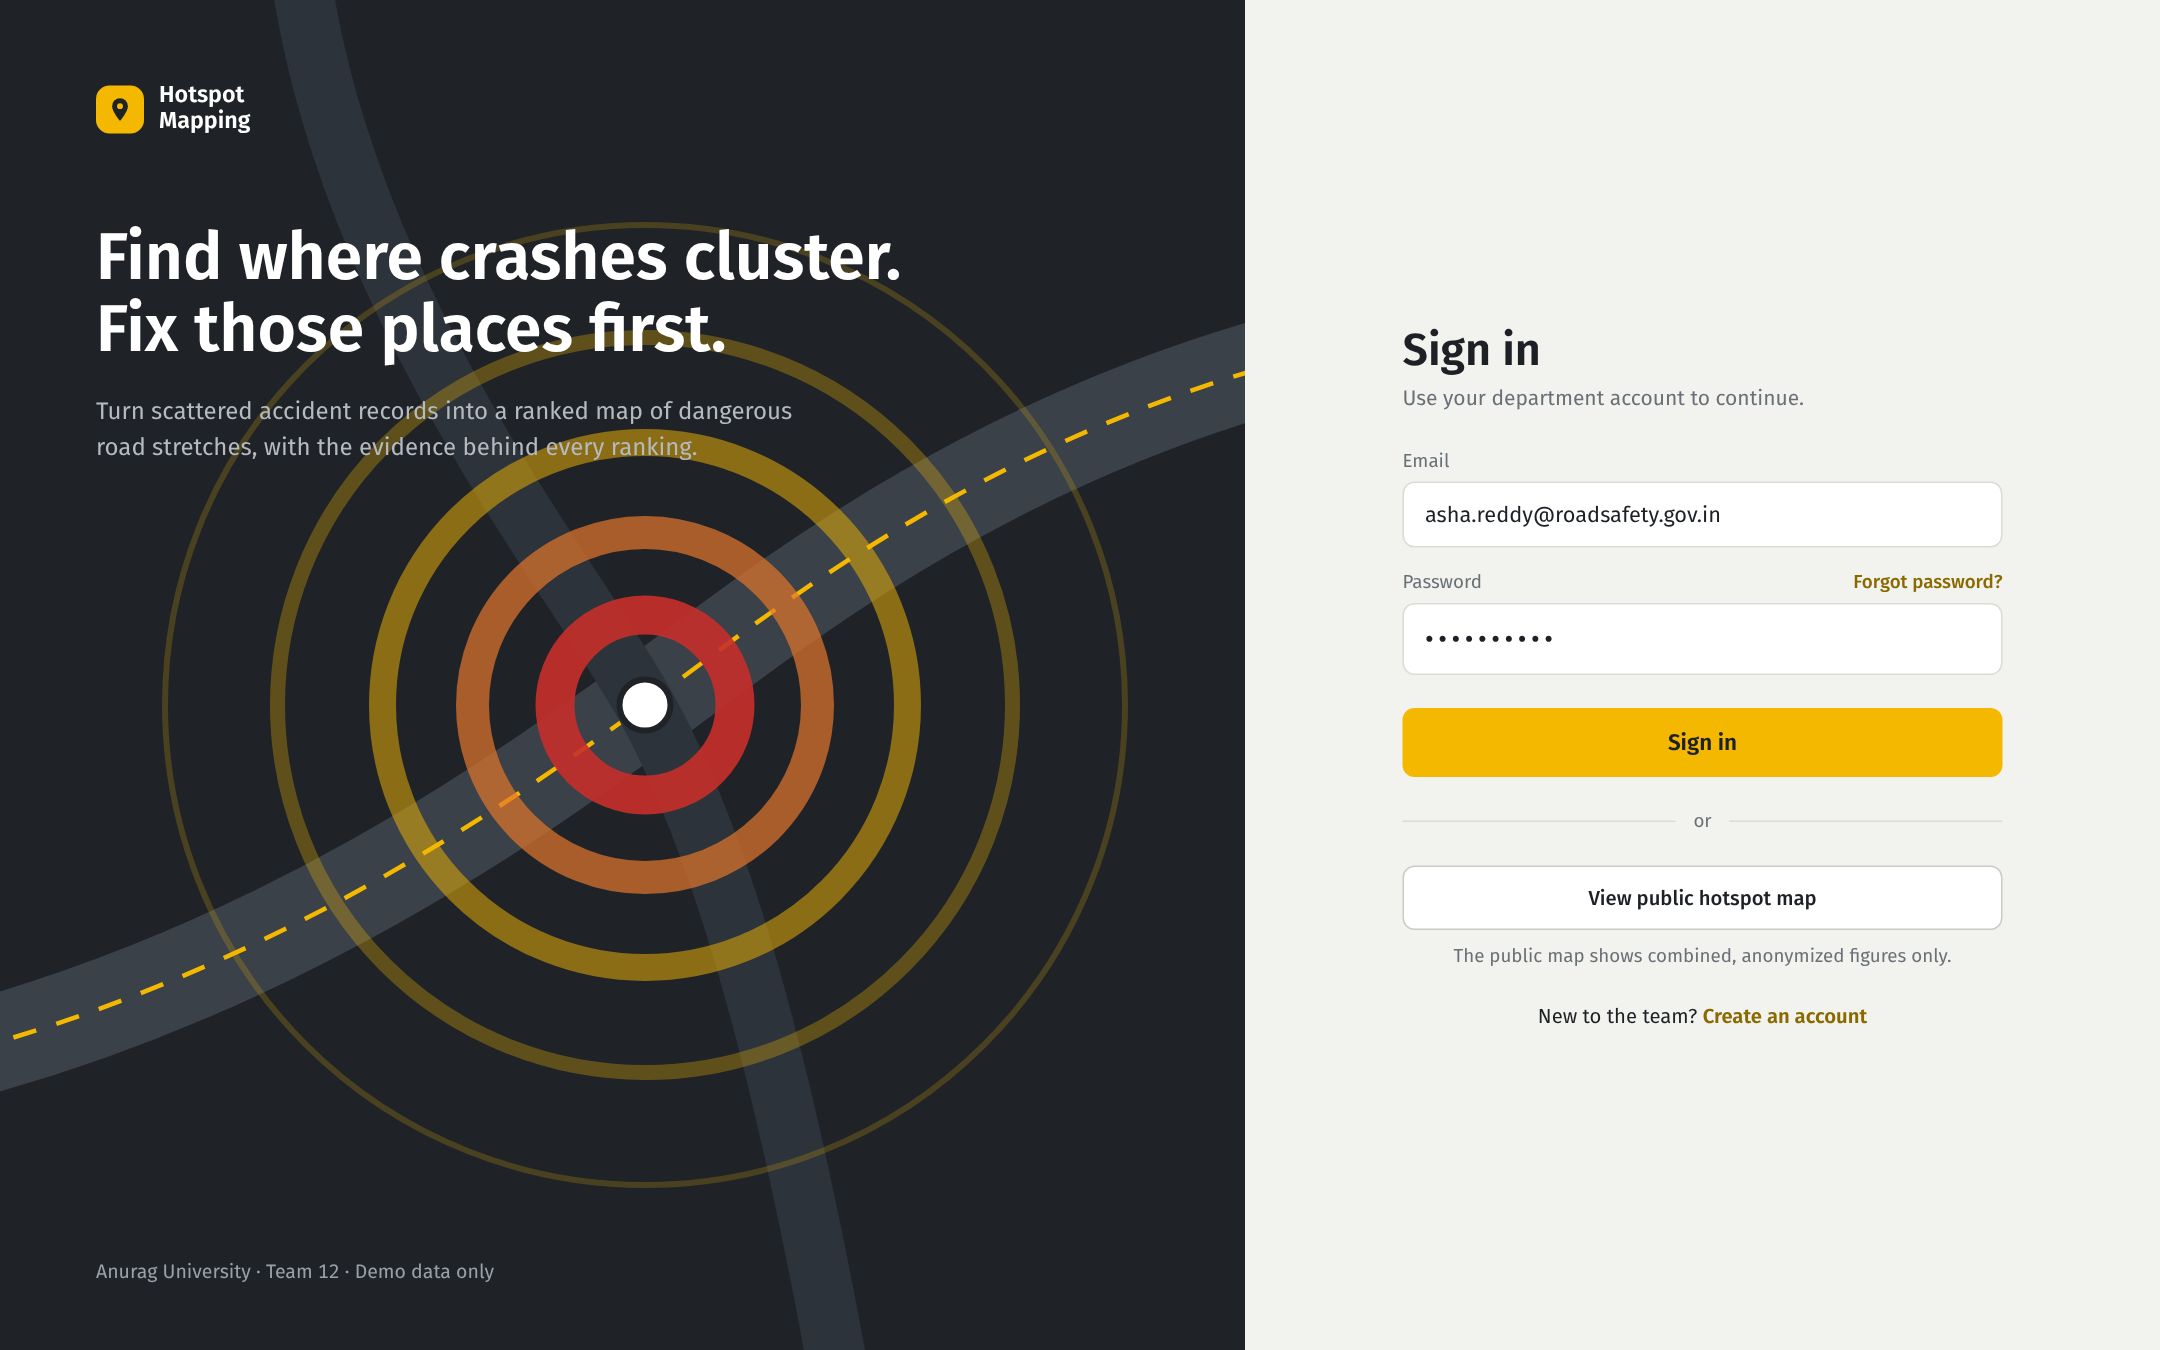 Hotspot
Mapping
Find where crashes cluster.
Fix those places first.
Turn scattered accident records into a ranked map of dangerous
road stretches, with the evidence behind every ranking.
Anurag University · Team 12 · Demo data only
Sign in
Use your department account to continue.
Email
asha.reddy@roadsafety.gov.in
Password
Forgot password?
••••••••••
Sign in
or
View public hotspot map
The public map shows combined, anonymized figures only.
New to the team? Create an account